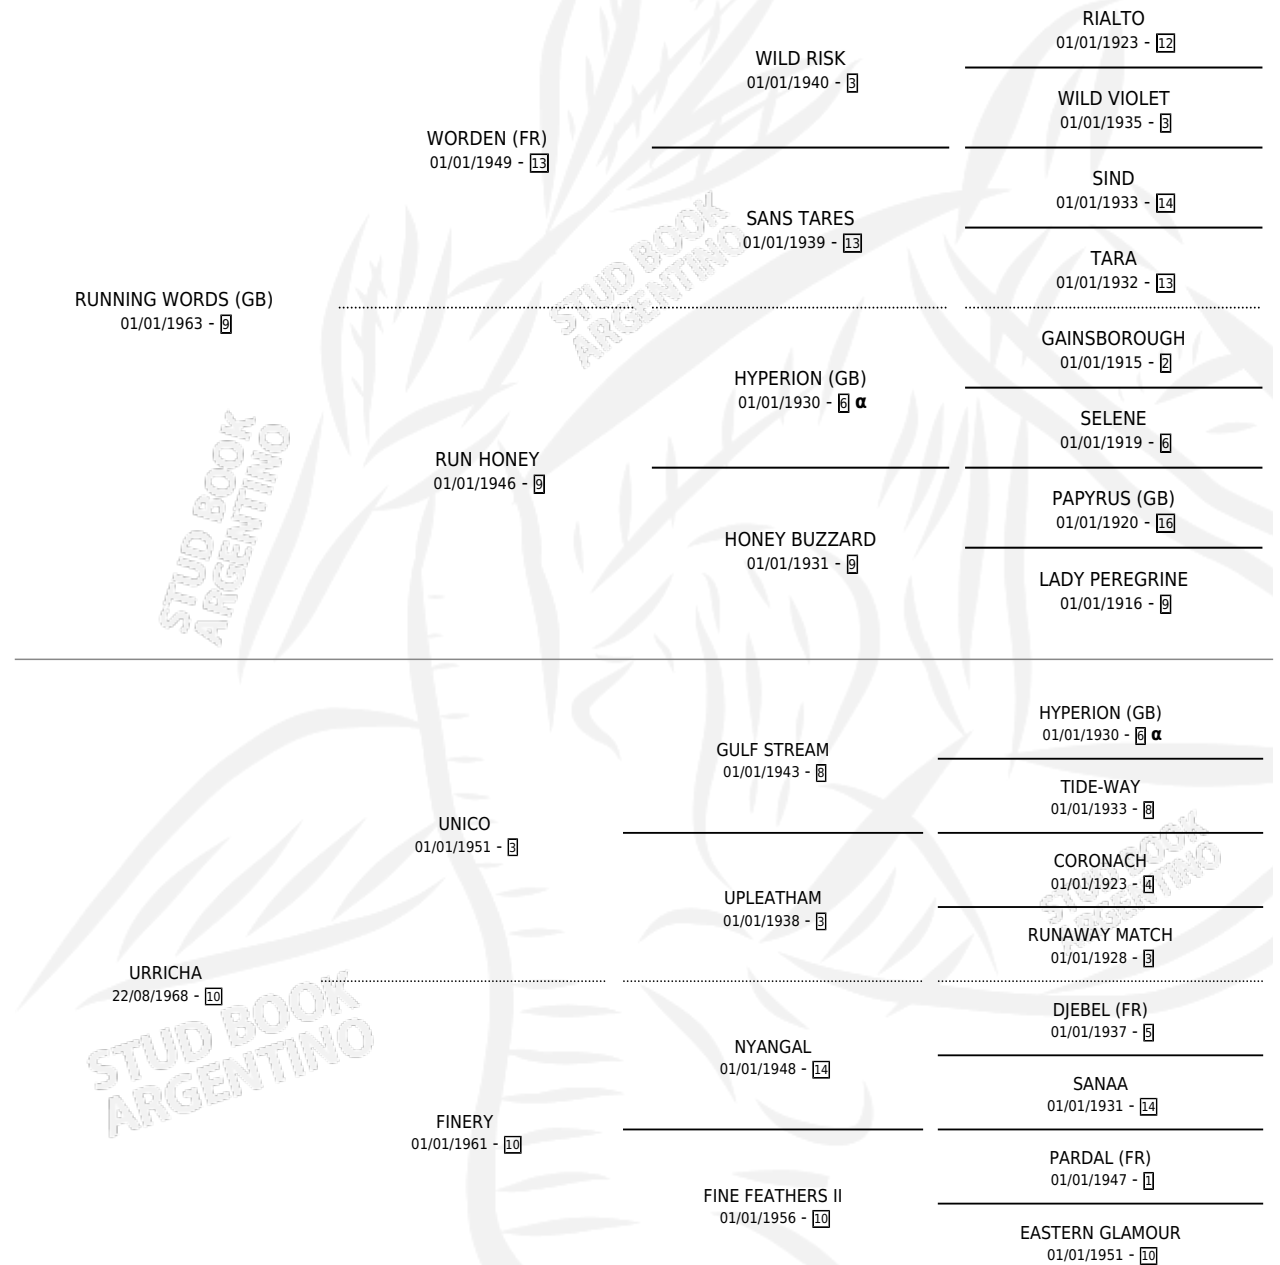 RIALTO
01/01/1923 - 12
WILD RISK
01/01/1940 - 3
WILD VIOLET
01/01/1935 - 3
WORDEN (FR)
01/01/1949 - 13
SIND
01/01/1933 - 14
SANS TARES
01/01/1939 - 13
TARA
01/01/1932 - 13
RUNNING WORDS (GB)
01/01/1963 - 9
GAINSBOROUGH
01/01/1915 - 2
HYPERION (GB)
01/01/1930 - 6 α
SELENE
01/01/1919 - 6
RUN HONEY
01/01/1946 - 9
PAPYRUS (GB)
01/01/1920 - 16
HONEY BUZZARD
01/01/1931 - 9
LADY PEREGRINE
01/01/1916 - 9
HYPERION (GB)
01/01/1930 - 6 α
GULF STREAM
01/01/1943 - 8
TIDE-WAY
01/01/1933 - 8
UNICO
01/01/1951 - 3
CORONACH
01/01/1923 - 4
UPLEATHAM
01/01/1938 - 3
RUNAWAY MATCH
01/01/1928 - 3
URRICHA
22/08/1968 - 10
DJEBEL (FR)
01/01/1937 - 5
NYANGAL
01/01/1948 - 14
SANAA
01/01/1931 - 14
FINERY
01/01/1961 - 10
PARDAL (FR)
01/01/1947 - 1
FINE FEATHERS II
01/01/1956 - 10
EASTERN GLAMOUR
01/01/1951 - 10
STUD BOOK
ARGENTINO
STUD BOOK
ARGENTINO
STUD BOOK
ARGENTINO
STUD BOOK
ARGENTINO